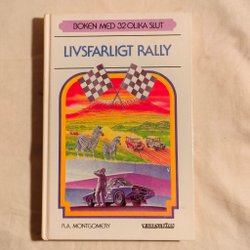 BOKEN MED 32 OLIKA SLUT
LIVSFARLIGT RALLY
R.A. MONTGOMERY